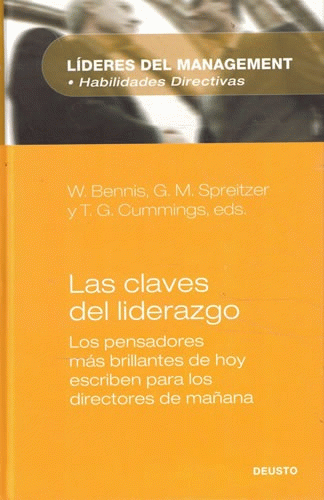 LÍDERES DEL MANAGEMENT
• Habilidades Directivas
W. Bennis, G. M. Spreitzer
y T. G. Cummings, eds.
Las claves
del liderazgo
Los pensadores
más brillantes de hoy
escriben para los
directores de mañana
DEUSTO